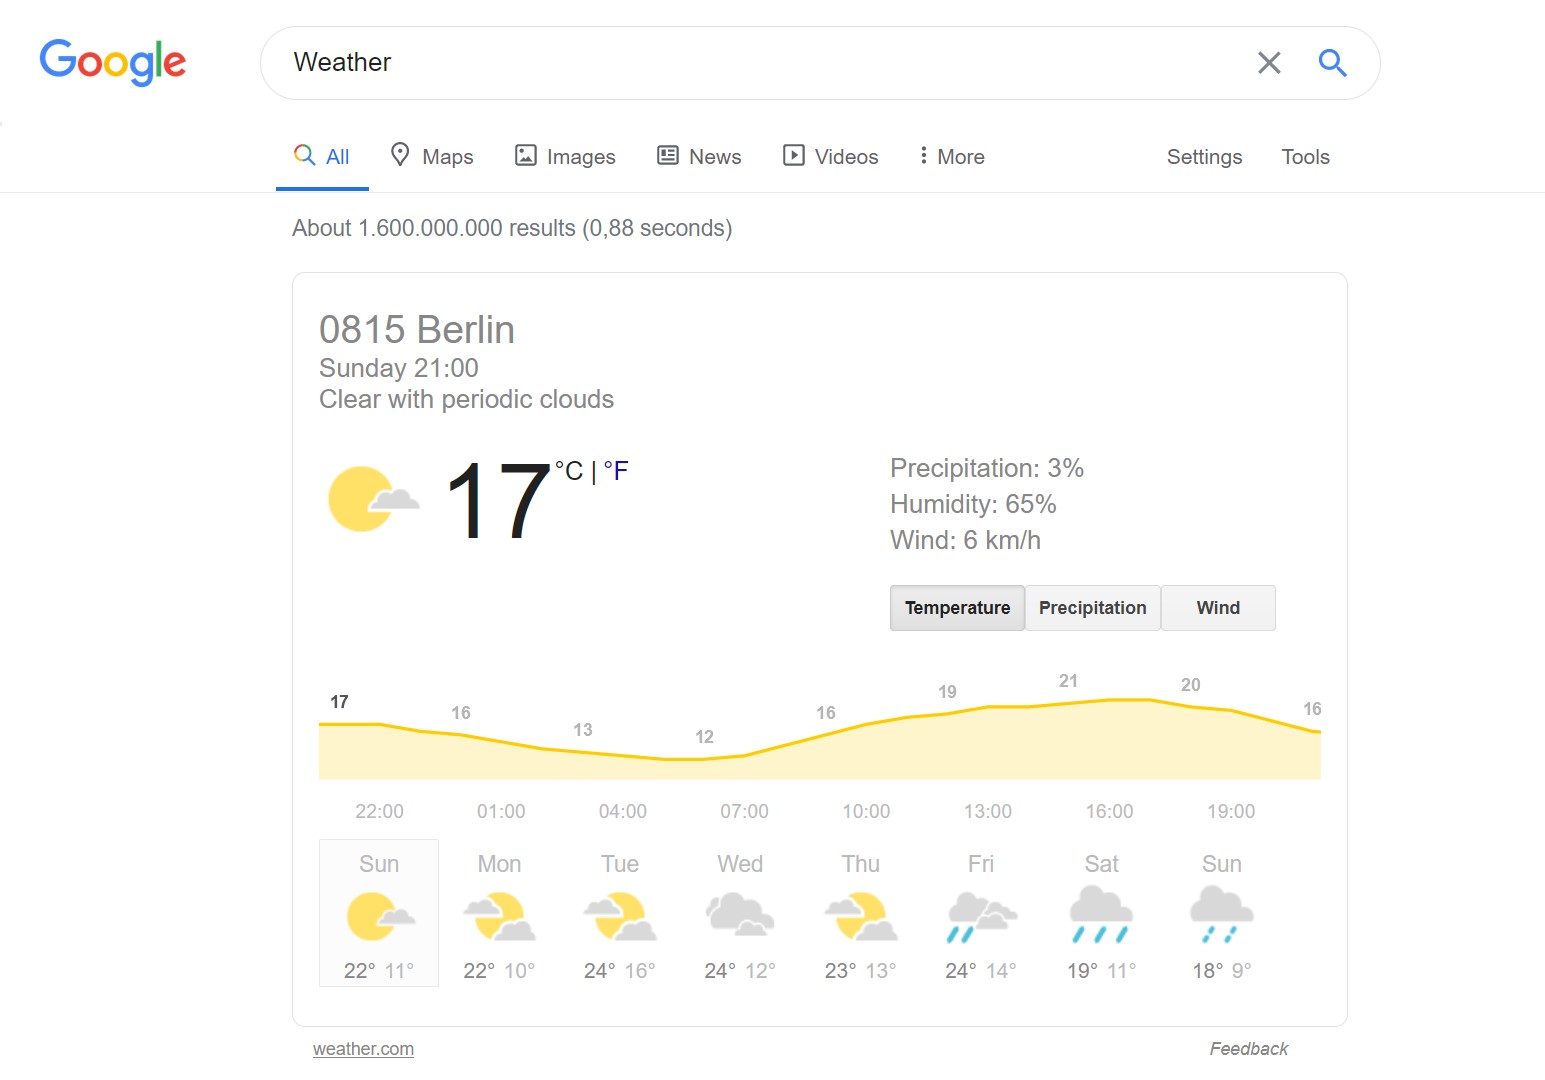 Google
Weather
All Maps Images News Videos More Settings Tools
About 1.600.000.000 results (0,88 seconds)
0815 Berlin
Sunday 21:00
Clear with periodic clouds
17 °C | °F
Precipitation: 3%
Humidity: 65%
Wind: 6 km/h
Temperature Precipitation Wind
17 16 13 12 16 19 21 20 16
22:00 01:00 04:00 07:00 10:00 13:00 16:00 19:00
Sun Mon Tue Wed Thu Fri Sat Sun
22° 11° 22° 10° 24° 16° 24° 12° 23° 13° 24° 14° 19° 11° 18° 9°
weather.com Feedback